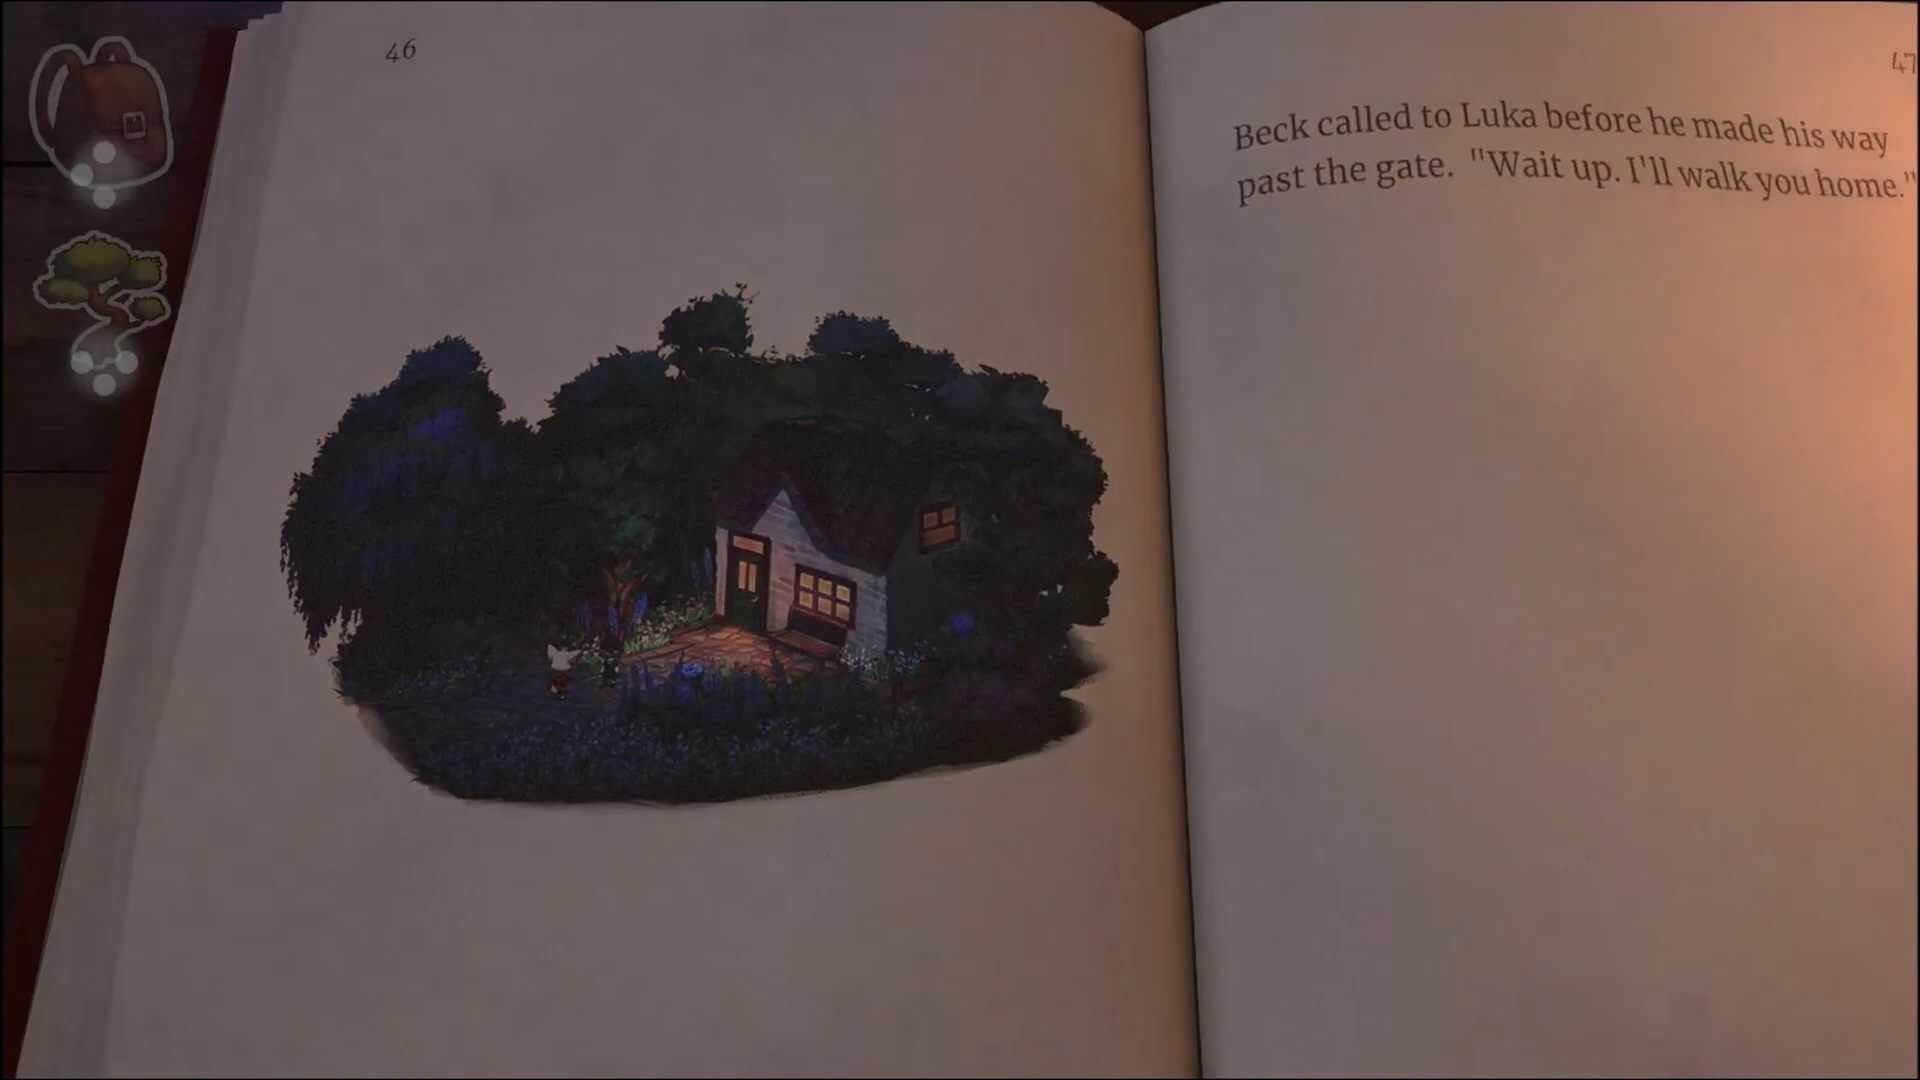 46
47
Beck called to Luka before he made his way
past the gate.  "Wait up. I'll walk you home."